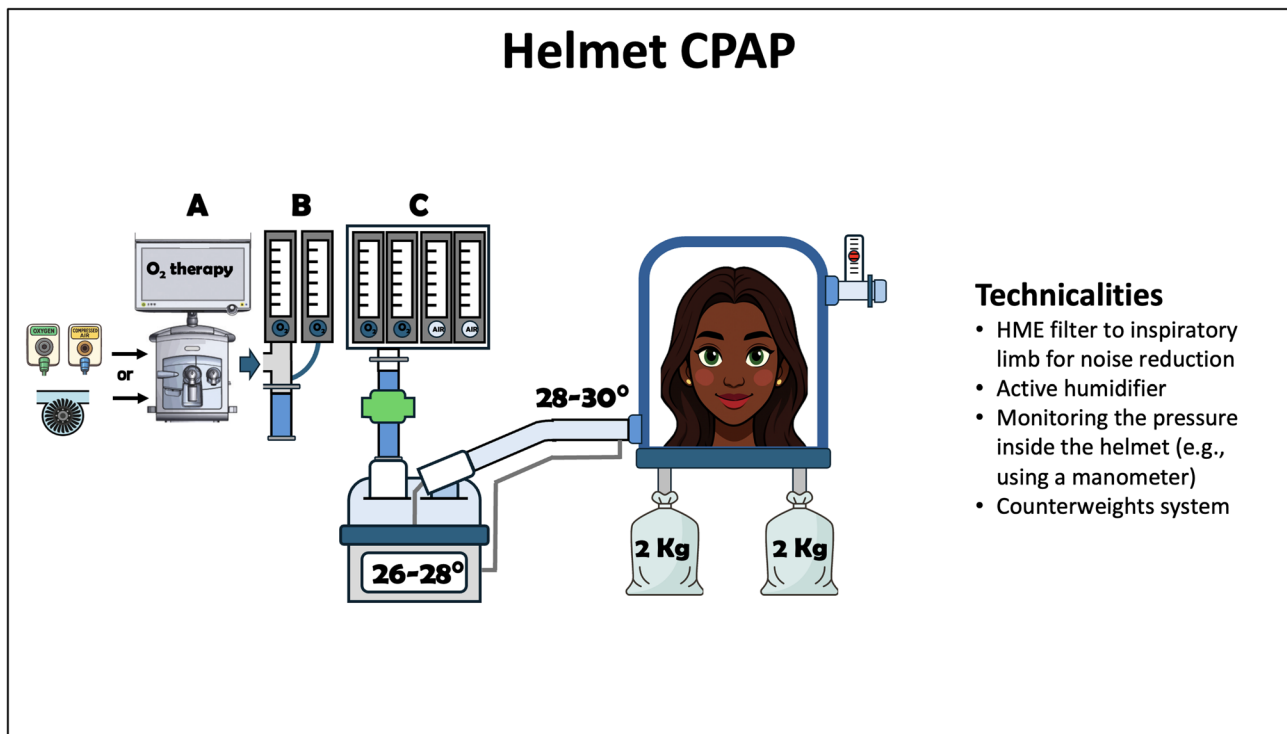 Helmet CPAP
A
B
C
O₂ therapy
OXYGEN
COMPRESSED
AIR
or
O₂
O₂
O₂
O₂
AIR
AIR
28-30°
26-28°
2 Kg
2 Kg
Technicalities
• HME filter to inspiratory
limb for noise reduction
• Active humidifier
• Monitoring the pressure
inside the helmet (e.g.,
using a manometer)
• Counterweights system